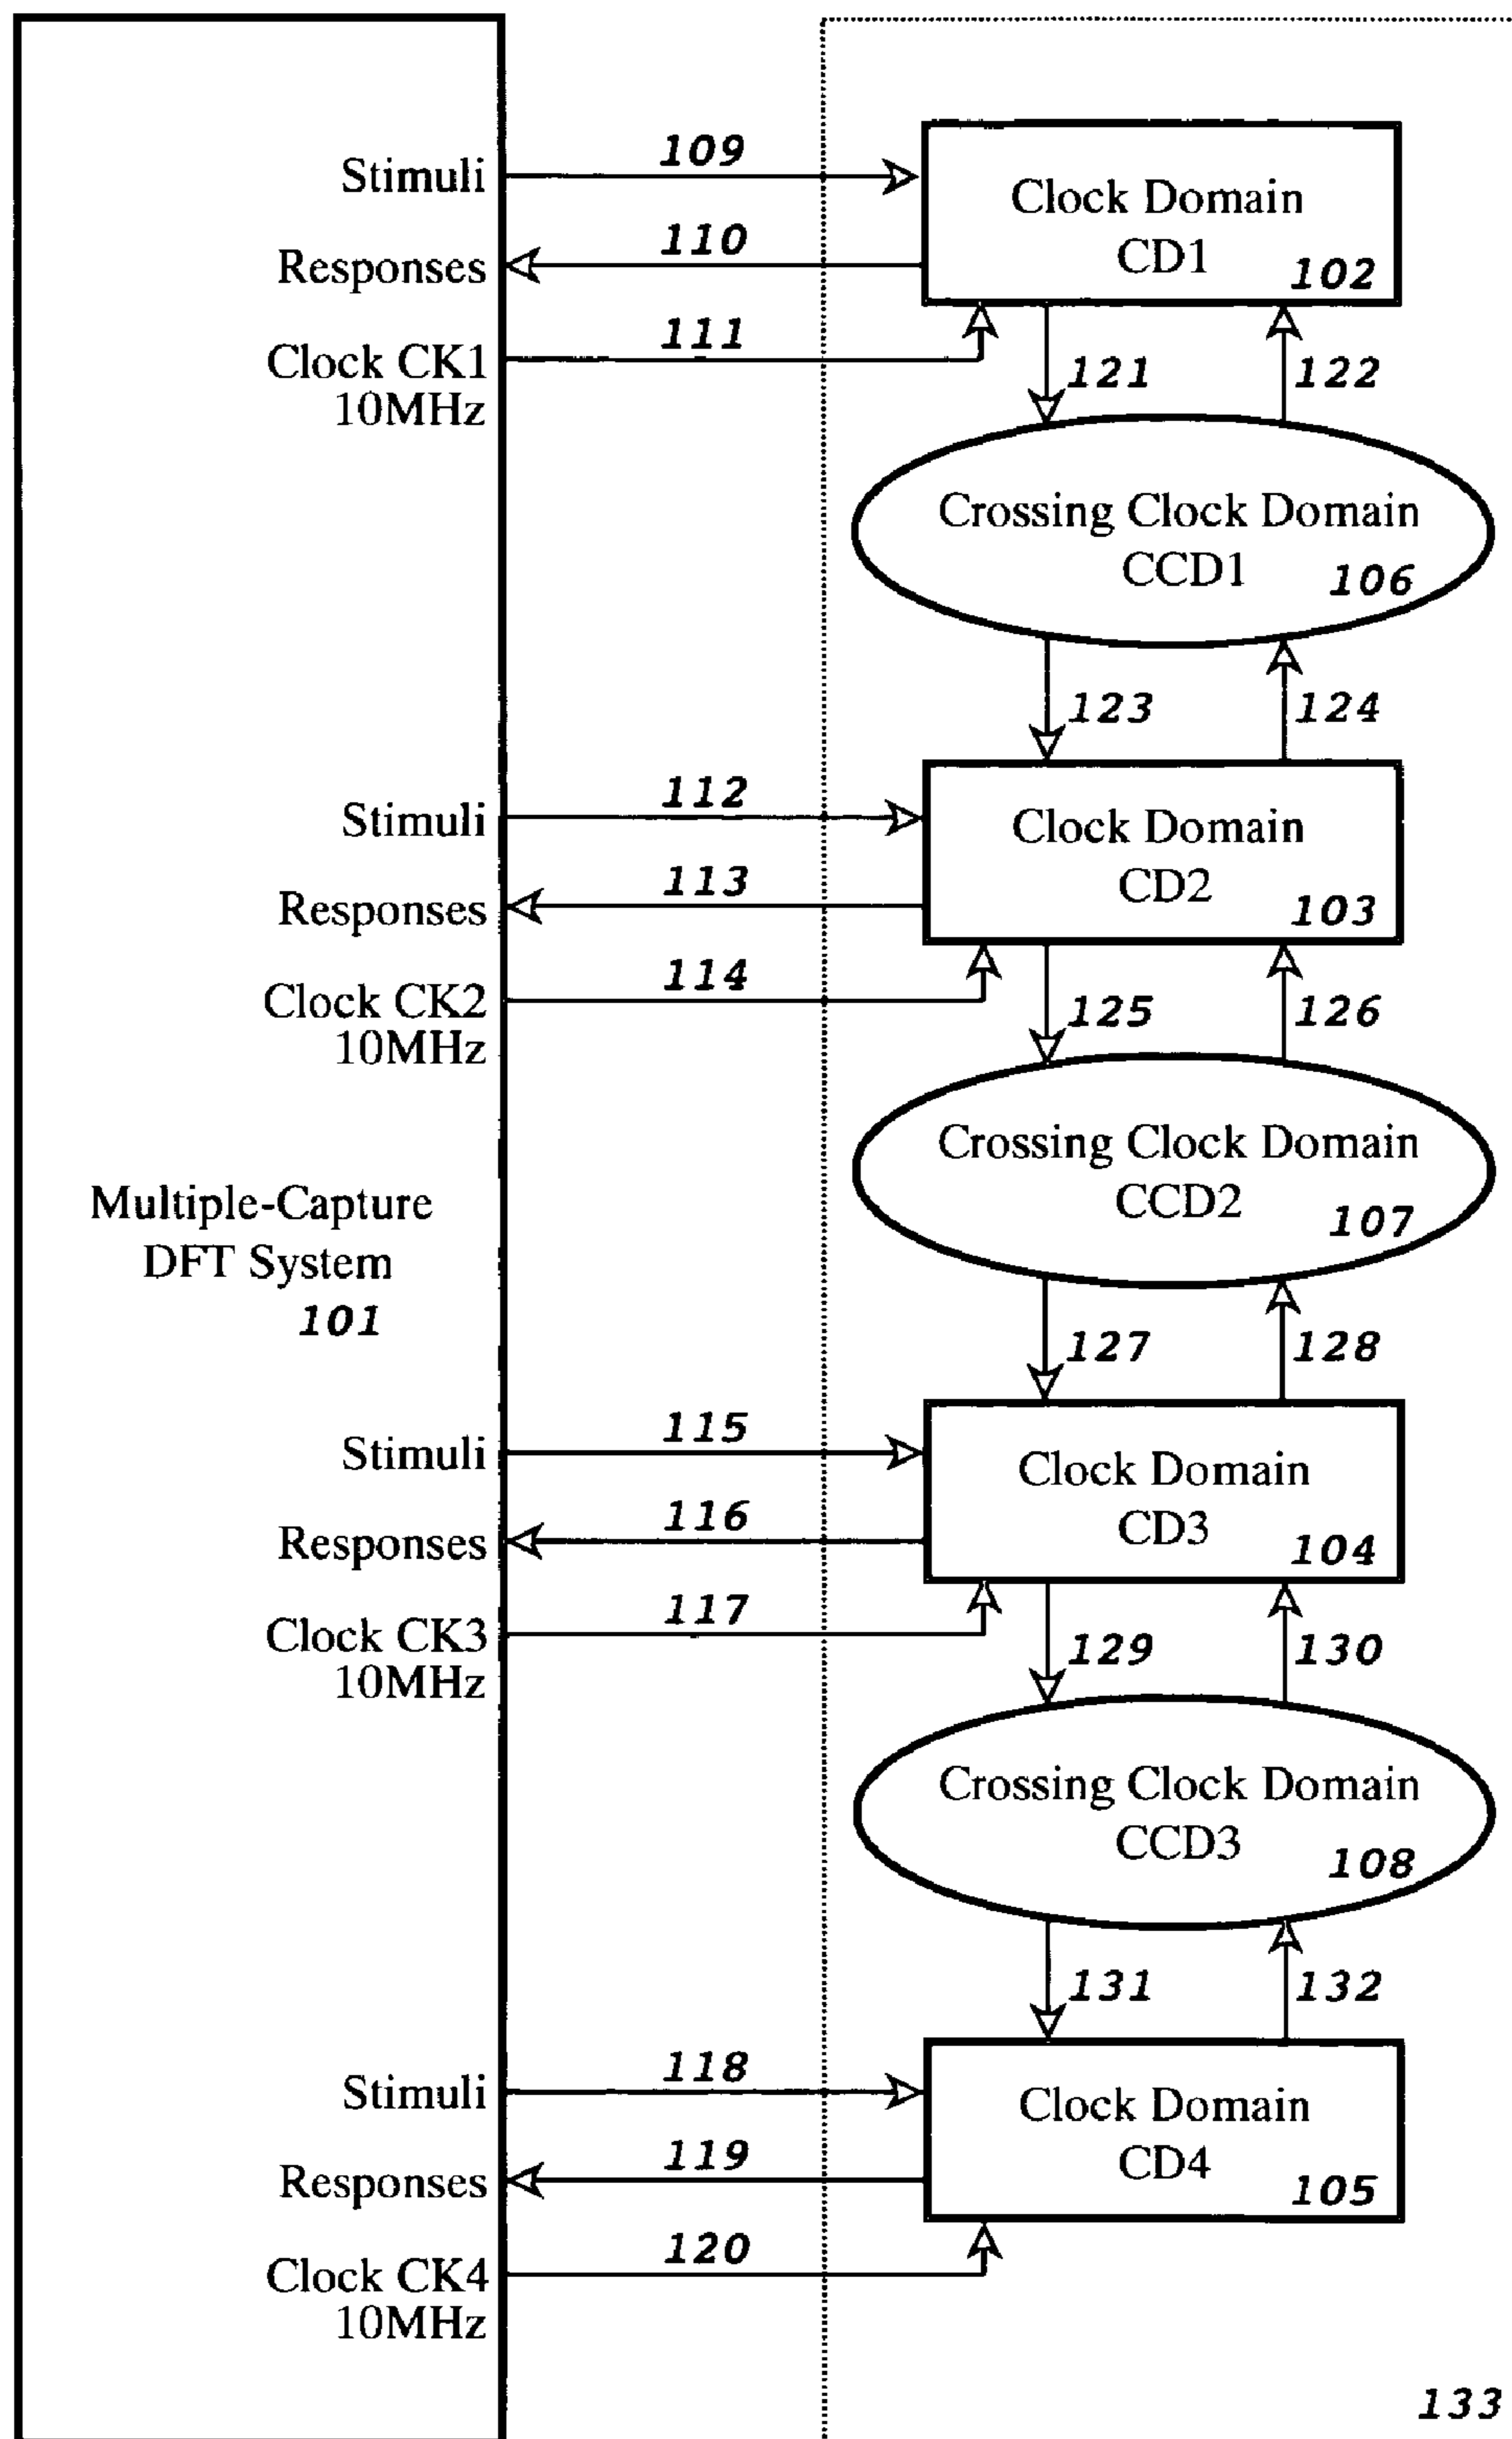 109
Stimuli
Clock Domain
CD1
110
102
Responses
111
Clock CK1
10MHz
121
122
Crossing Clock Domain
CCD1
106
123
124
112
Stimuli
Clock Domain
CD2
113
103
Responses
114
Clock CK2
10MHz
125
126
Crossing Clock Domain
CCD2
107
Multiple-Capture
DFT System
101
127
128
115
Stimuli
Clock Domain
CD3
116
104
Responses
117
Clock CK3
10MHz
129
130
Crossing Clock Domain
CCD3
108
131
132
118
Stimuli
Clock Domain
CD4
119
105
Responses
120
Clock CK4
10MHz
133